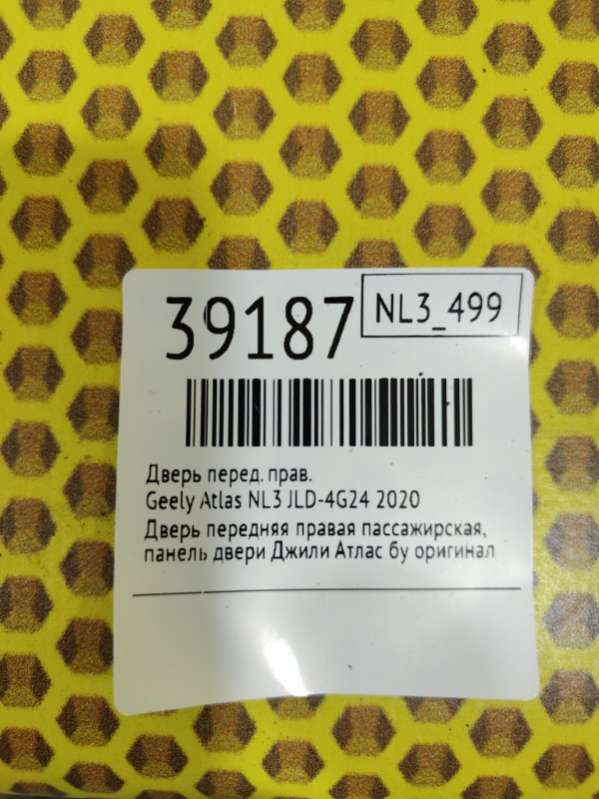 39187
NL3_499
Дверь перед. прав.
Geely Atlas NL3 JLD-4G24 2020
Дверь передняя правая пассажирская,
панель двери Джили Атлас бу оригинал